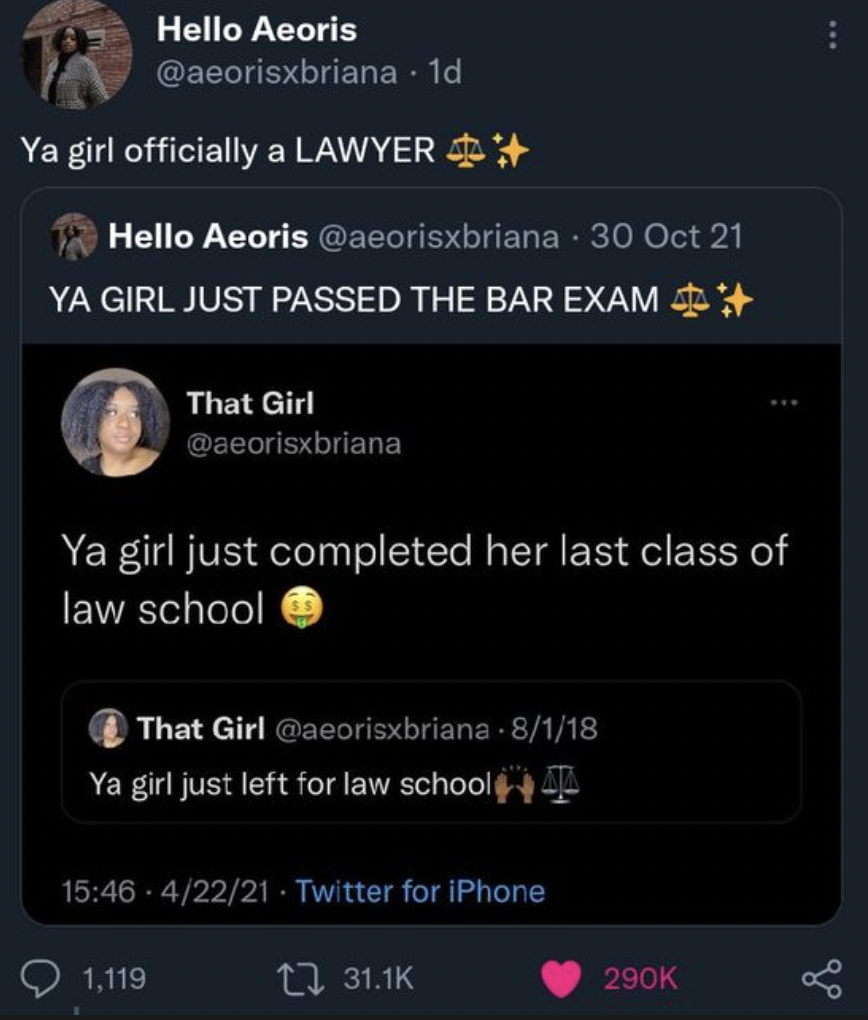 Hello Aeoris
@aeorisxbriana · 1d
Ya girl officially a LAWYER ⚖️✨
Hello Aeoris @aeorisxbriana · 30 Oct 21
YA GIRL JUST PASSED THE BAR EXAM ⚖️✨
That Girl
@aeorisxbriana
Ya girl just completed her last class of
law school 🤑
That Girl @aeorisxbriana · 8/1/18
Ya girl just left for law school🙌🏾⚖️
15:46 · 4/22/21 · Twitter for iPhone
1,119 31.1K 290K